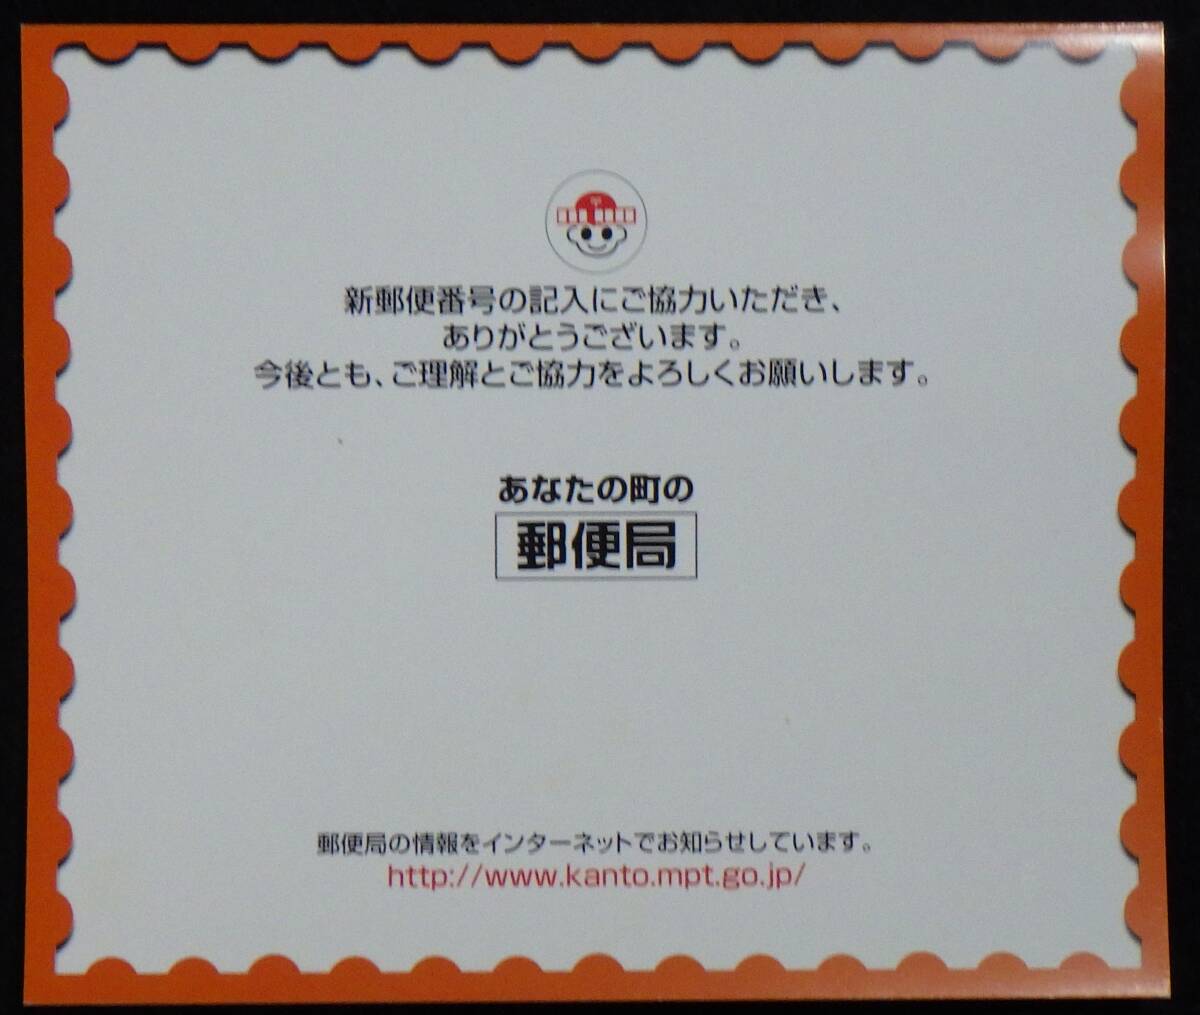 新郵便番号の記入にご協力いただき、
ありがとうございます。
今後とも、ご理解とご協力をよろしくお願いします。
あなたの町の
郵便局
郵便局の情報をインターネットでお知らせしています。
http://www.kanto.mpt.go.jp/